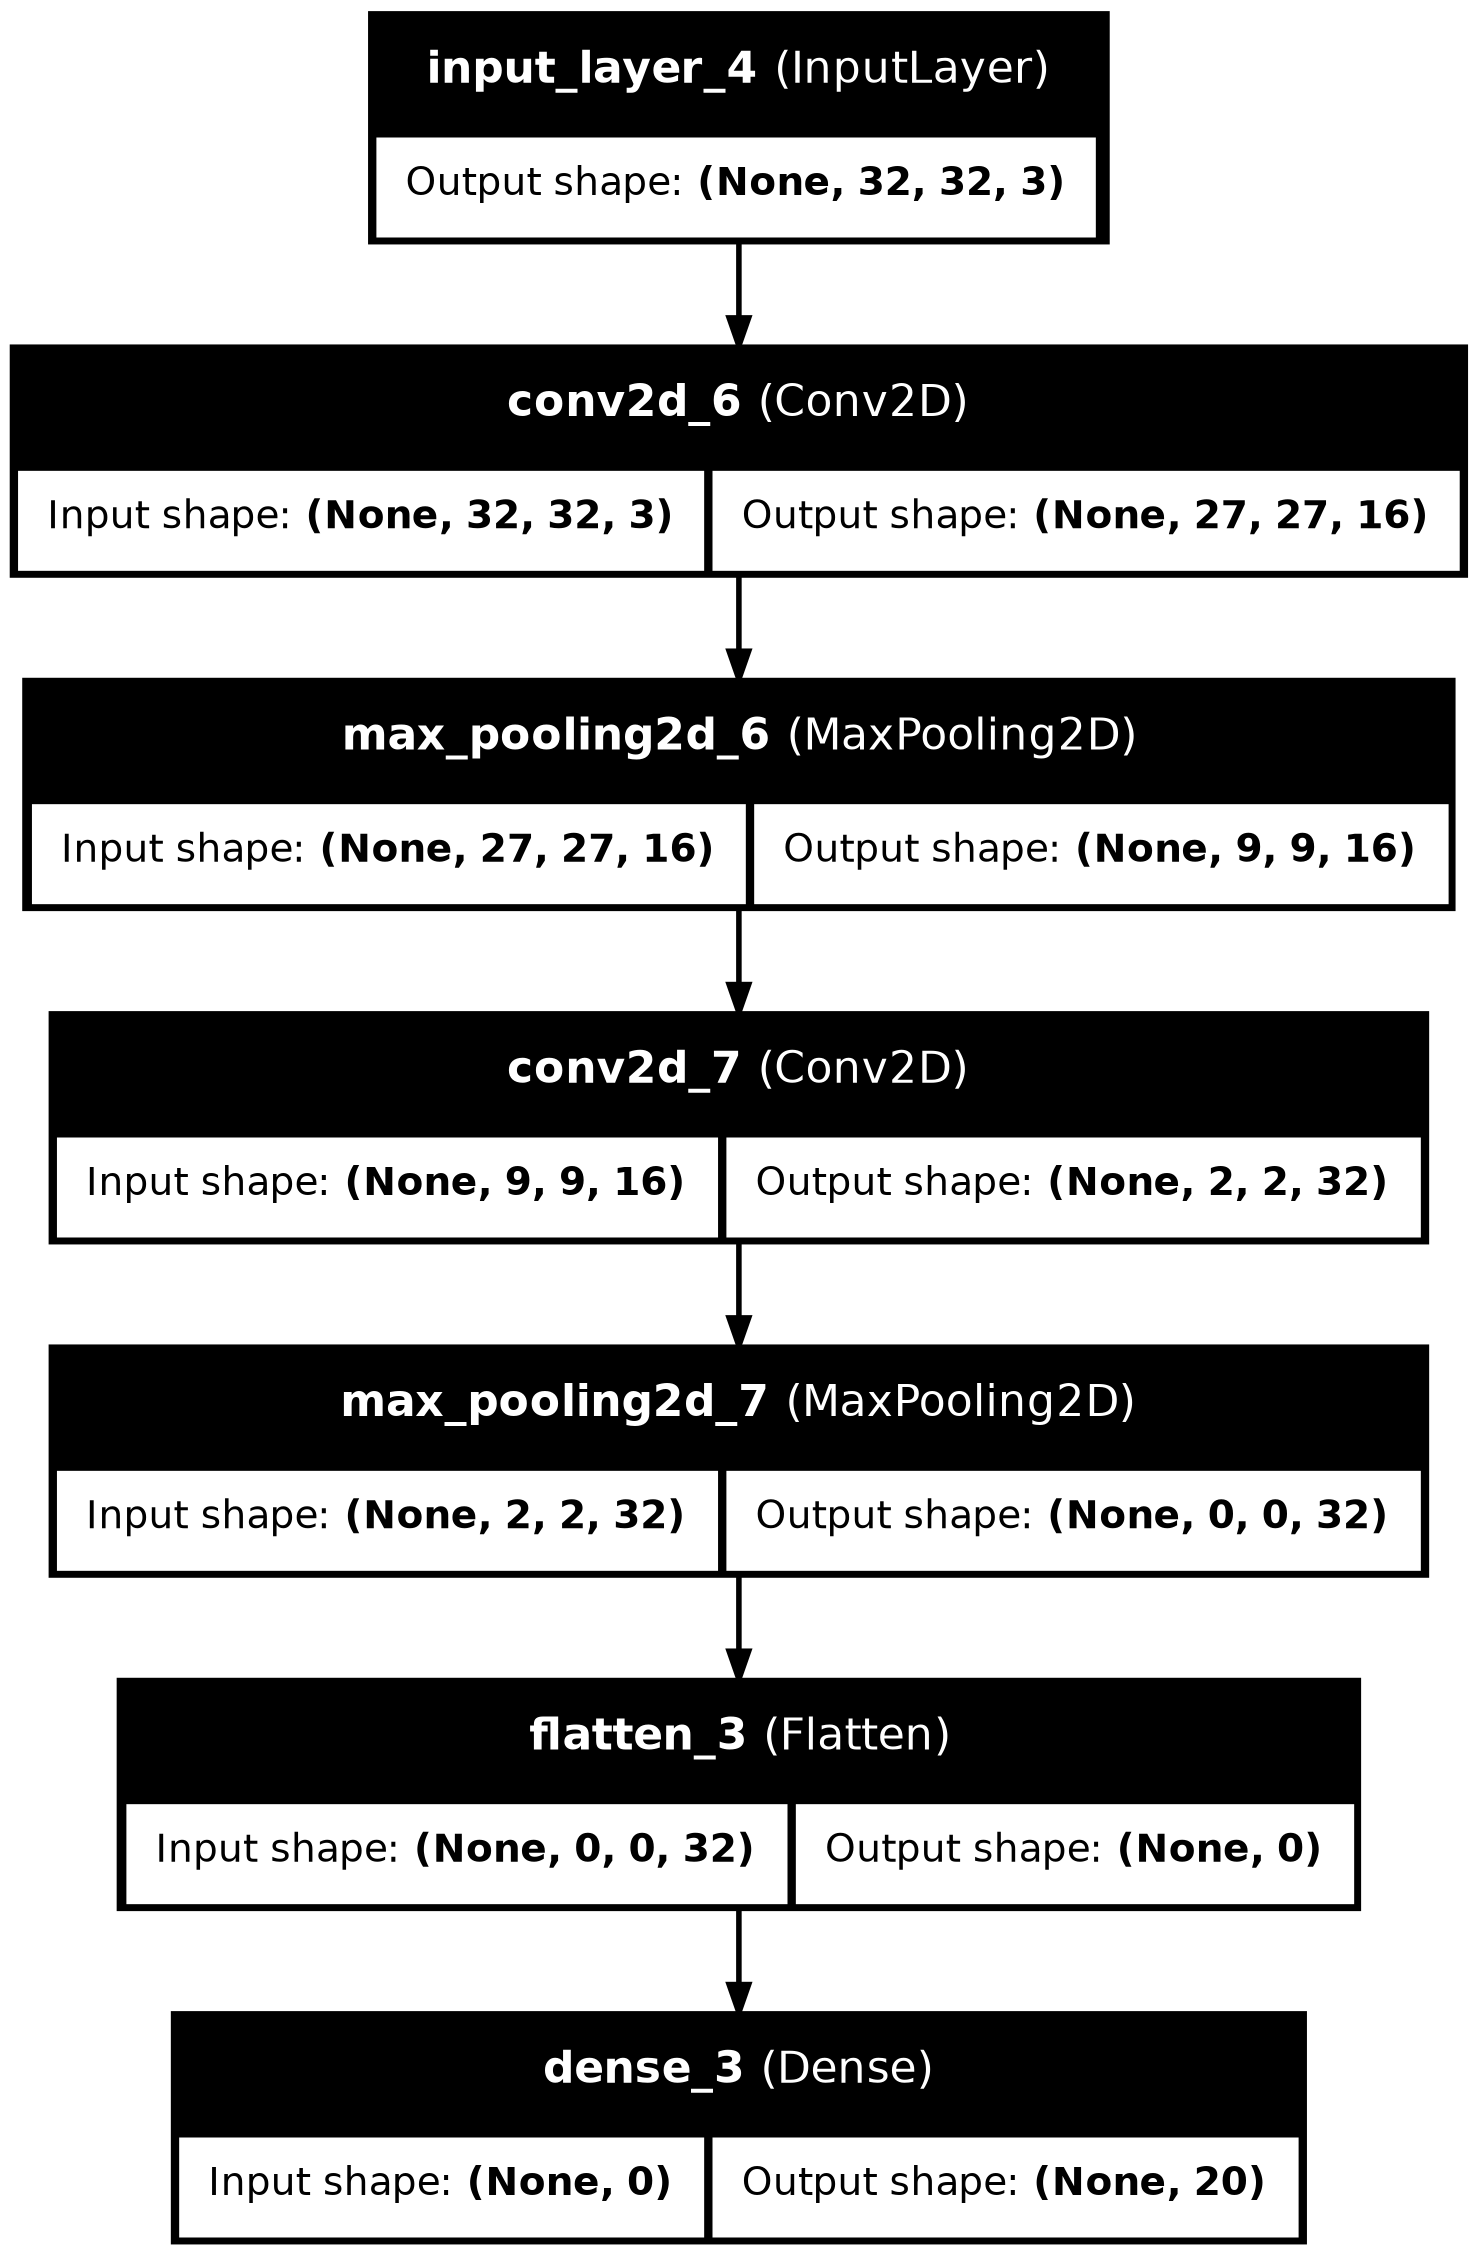 input_layer_4 (InputLayer)
Output shape: (None, 32, 32, 3)
conv2d_6 (Conv2D)
Input shape: (None, 32, 32, 3) Output shape: (None, 27, 27, 16)
max_pooling2d_6 (MaxPooling2D)
Input shape: (None, 27, 27, 16) Output shape: (None, 9, 9, 16)
conv2d_7 (Conv2D)
Input shape: (None, 9, 9, 16) Output shape: (None, 2, 2, 32)
max_pooling2d_7 (MaxPooling2D)
Input shape: (None, 2, 2, 32) Output shape: (None, 0, 0, 32)
flatten_3 (Flatten)
Input shape: (None, 0, 0, 32) Output shape: (None, 0)
dense_3 (Dense)
Input shape: (None, 0) Output shape: (None, 20)